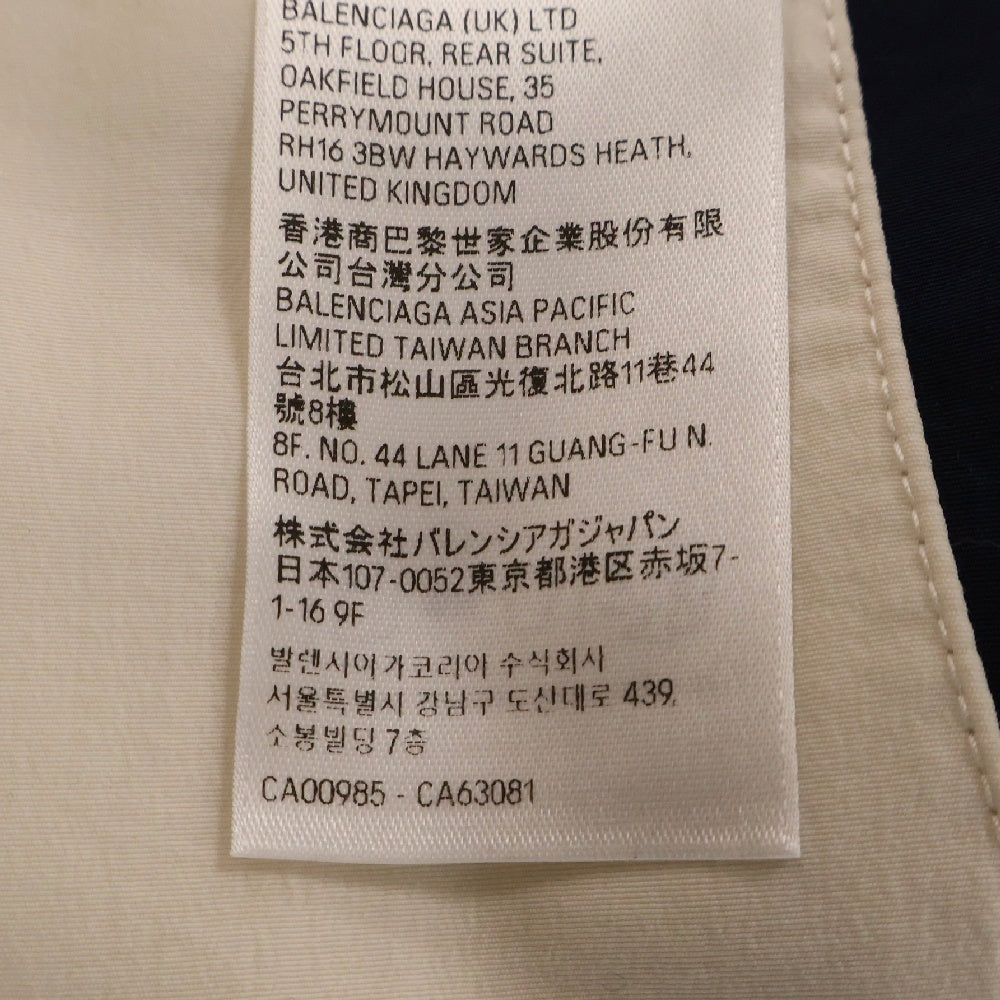 BALENCIAGA (UK) LTD
5TH FLOOR, REAR SUITE,
OAKFIELD HOUSE, 35
PERRYMOUNT ROAD
RH16 3BW HAYWARDS HEATH,
UNITED KINGDOM
香港商巴黎世家企業股份有限
公司台灣分公司
BALENCIAGA ASIA PACIFIC
LIMITED TAIWAN BRANCH
台北市松山區光復北路11巷44
號8樓
8F. NO. 44 LANE 11 GUANG-FU N.
ROAD, TAPEI, TAIWAN
株式会社バレンシアガジャパン
日本107-0052東京都港区赤坂7-
1-16 9F
발렌시아가코리아 수식회사
서울특별시 강남구 도산대로 439,
소봉빌딩 7층
CA00985 - CA63081